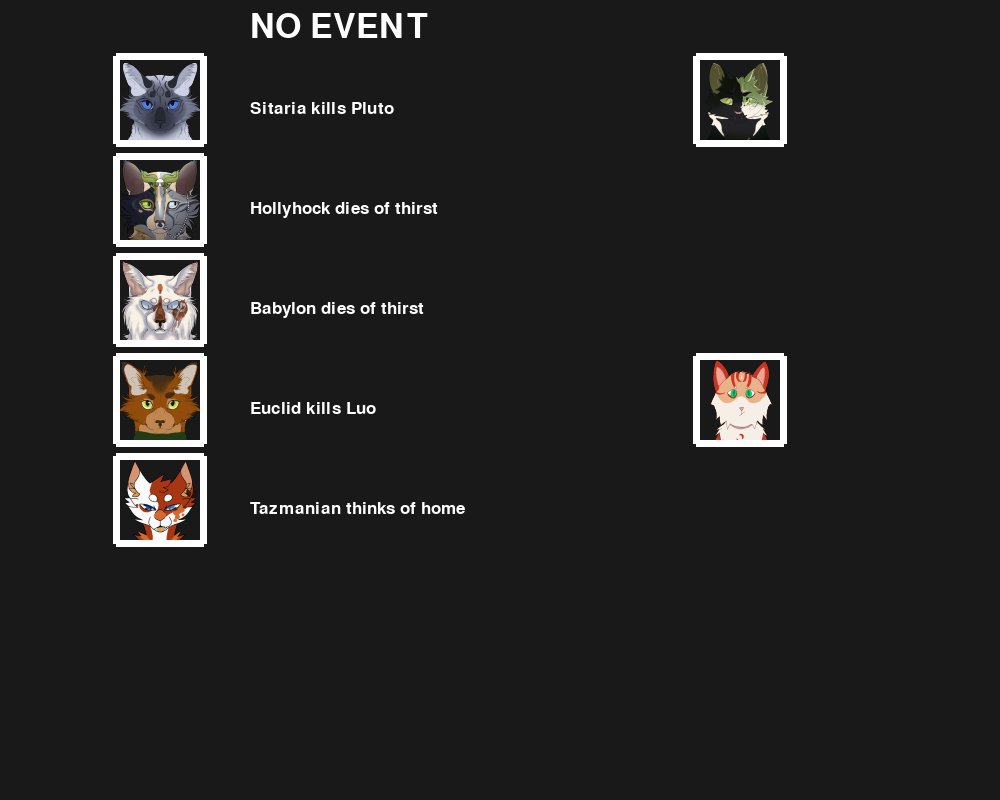 NO EVENT
Sitaria kills Pluto
Hollyhock dies of thirst
Babylon dies of thirst
Euclid kills Luo
Tazmanian thinks of home